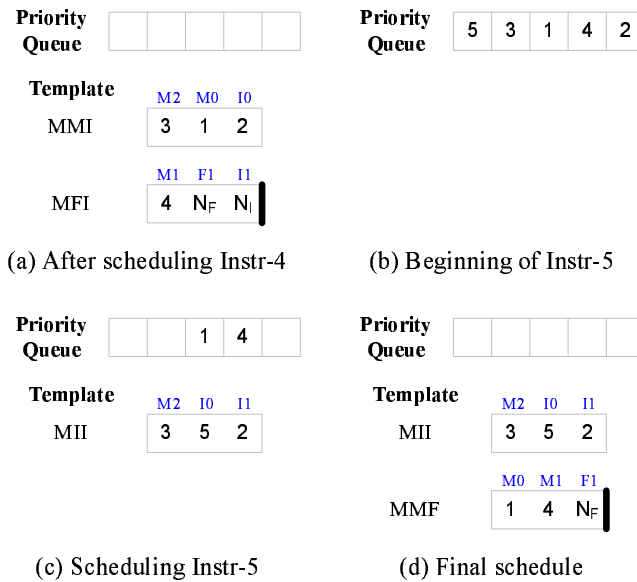 Priority
Queue
Template
M2 M0 I0
MMI 3 1 2
M1 F1 I1
MFI 4 NF NI
(a) After scheduling Instr-4
Priority
Queue
5 3 1 4 2
(b) Beginning of Instr-5
Priority
Queue
1 4
Template
M2 I0 I1
MII 3 5 2
(c) Scheduling Instr-5
Priority
Queue
Template
M2 I0 I1
MII 3 5 2
M0 M1 F1
MMF 1 4 NF
(d) Final schedule